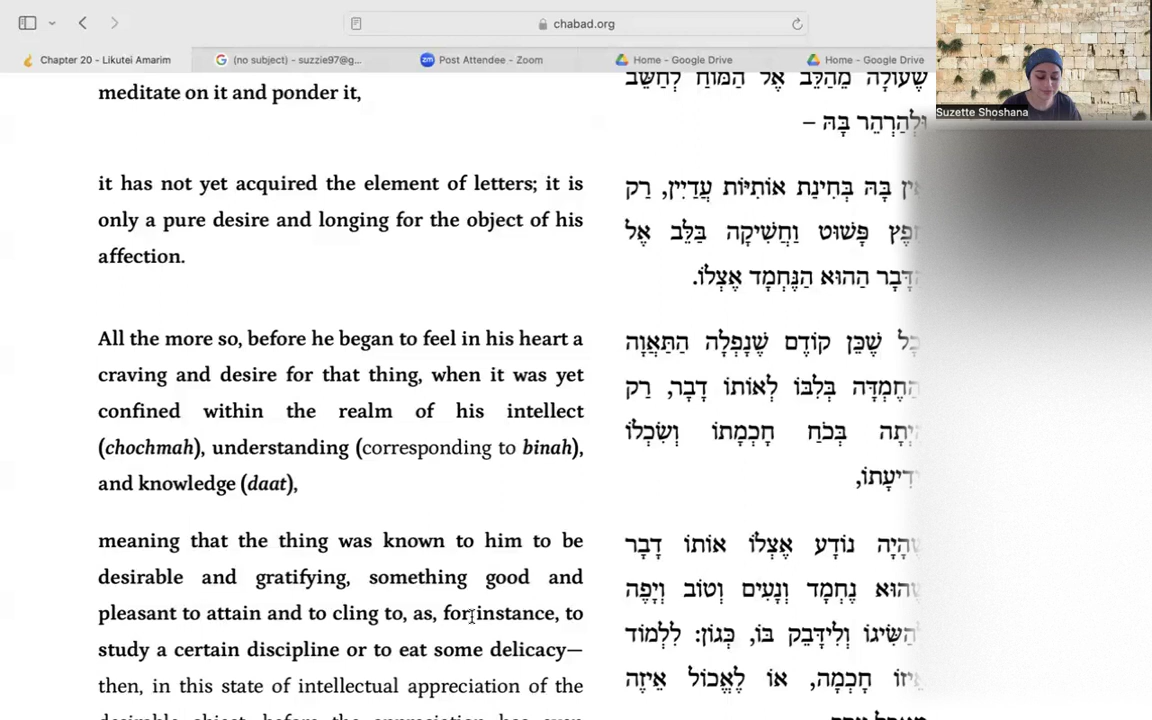 chabad.org
Chapter 20 - Likutei Amarim
(no subject) - suzzie97@g...
Post Attendee - Zoom
Home - Google Drive
Home - Google Drive
Suzette Shoshana
meditate on it and ponder it,
it has not yet acquired the element of letters; it is
only a pure desire and longing for the object of his
affection.
All the more so, before he began to feel in his heart a
craving and desire for that thing, when it was yet
confined within the realm of his intellect
(chochmah), understanding (corresponding to binah),
and knowledge (daat),
meaning that the thing was known to him to be
desirable and gratifying, something good and
pleasant to attain and to cling to, as, for instance, to
study a certain discipline or to eat some delicacy—
then, in this state of intellectual appreciation of the
שֶׁעוֹלָה מֵהַלֵּב אֶל הַמּוֹחַ לְחַשֵּׁב
וּלְהַרְהֵר בָּהּ –
אֵין בָּהּ בְּחִינַת אוֹתִיּוֹת עֲדַיִין, רַק
חֵפֶץ פָּשׁוּט וַחֲשִׁיקָה בַּלֵּב אֶל
הַדָּבָר הַהוּא הַנֶּחְמָד אֶצְלוֹ.
שֶׁכֵּן קוֹדֶם שֶׁנָּפְלָה הַתַּאֲוָה
בְּלִבּוֹ לְאוֹתוֹ דָבָר, רַק
בְּכֹחַ חָכְמָתוֹ וְשִׂכְלוֹ
נוֹדָע אֶצְלוֹ אוֹתוֹ דָּבָר
נֶחְמָד וְנָעִים וְטוֹב וְיָפֶה
וְלִידָּבֵק בּוֹ, כְּגוֹן: לִלְמוֹד
חָכְמָה, אוֹ לֶאֱכוֹל אֵיזֶה